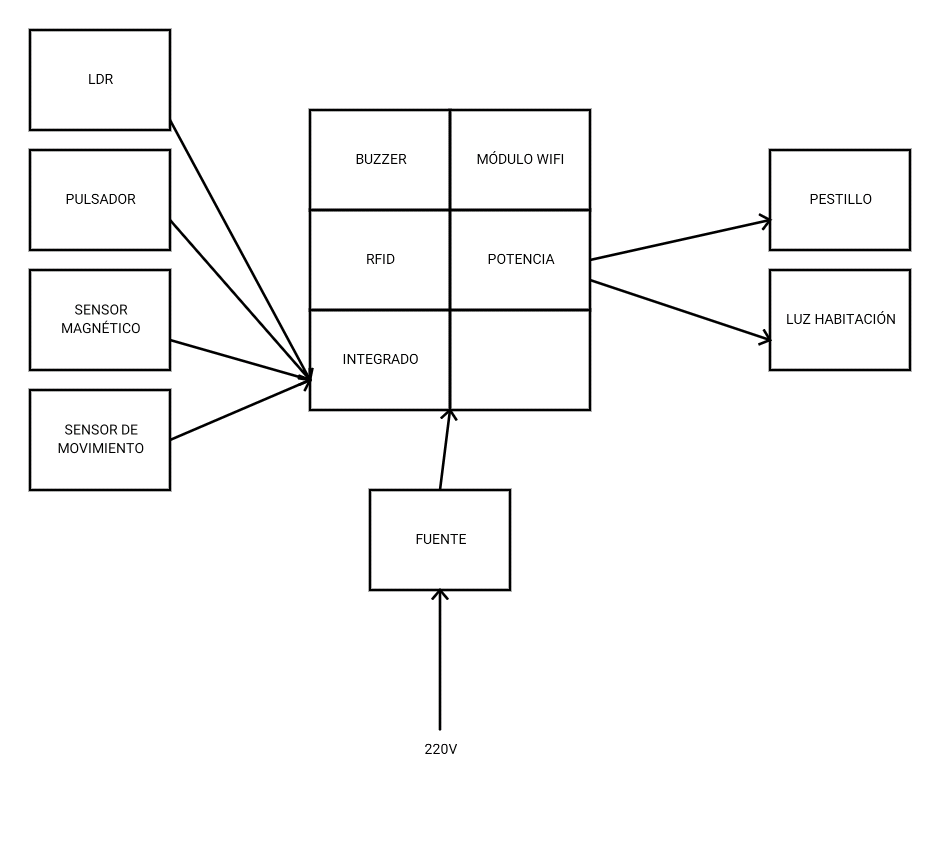 LDR
PULSADOR
SENSOR
MAGNÉTICO
SENSOR DE
MOVIMIENTO
BUZZER
MÓDULO WIFI
RFID
POTENCIA
INTEGRADO
PESTILLO
LUZ HABITACIÓN
FUENTE
220V